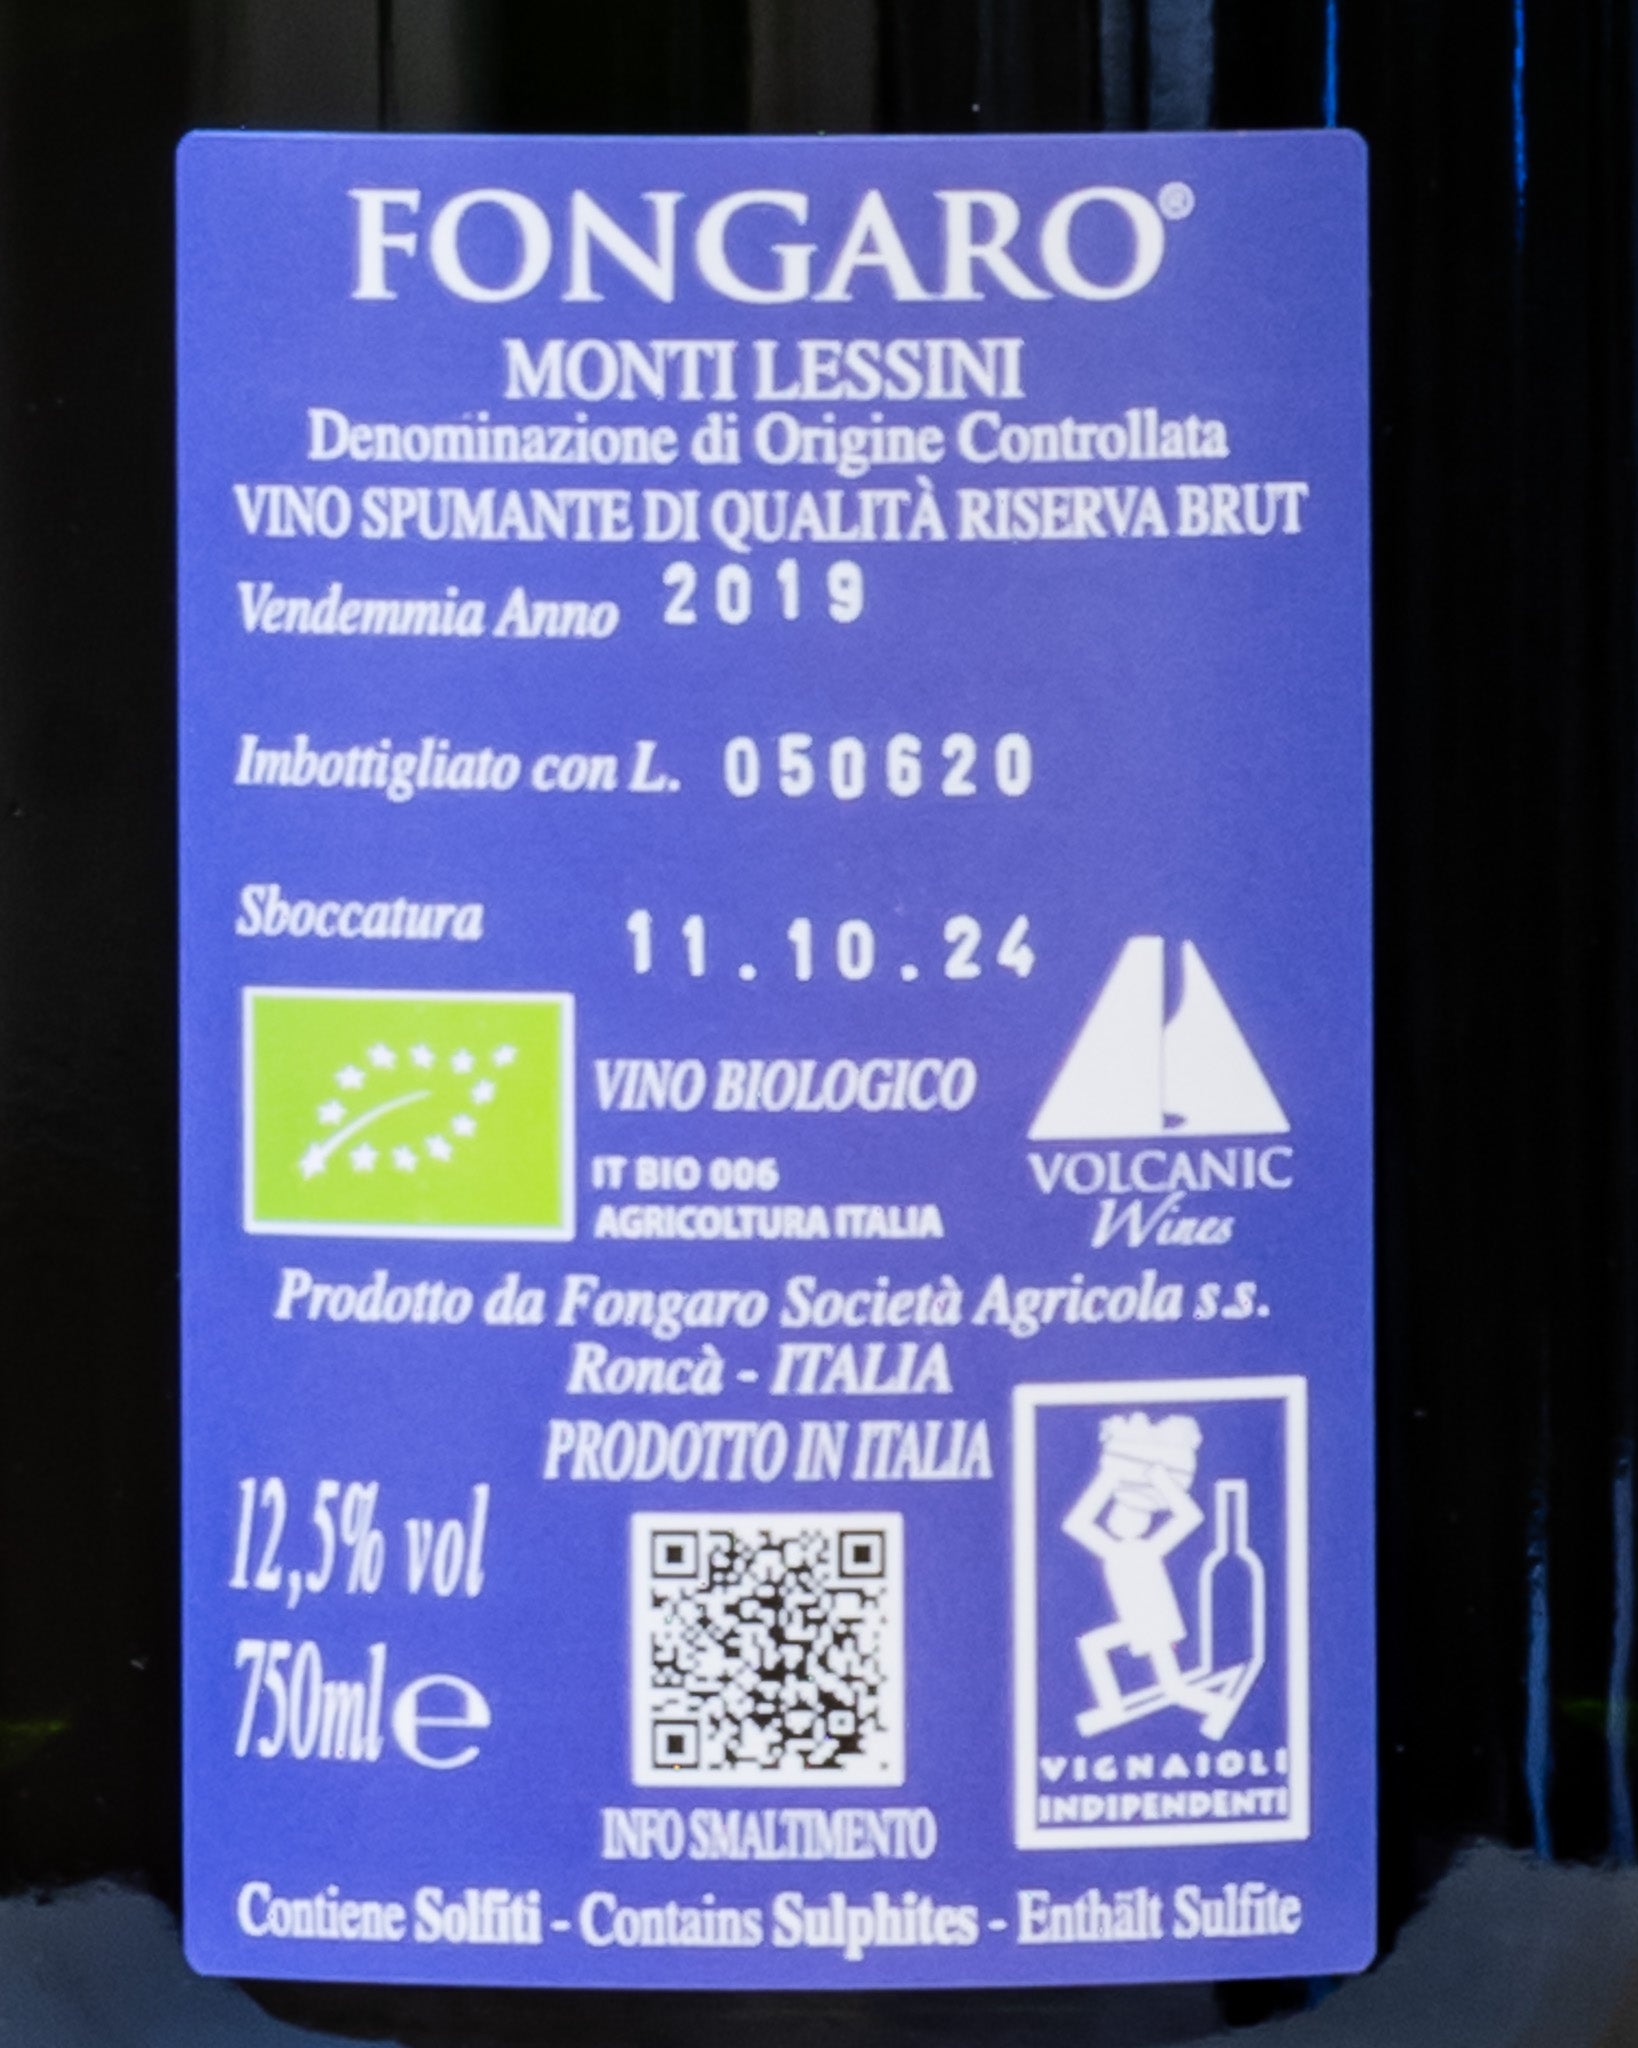 FONGARO®
MONTI LESSINI
Denominazione di Origine Controllata
VINO SPUMANTE DI QUALITÀ RISERVA BRUT
Vendemmia Anno 2019
Imbottigliato con L. 050620
Sboccatura 11.10.24
VINO BIOLOGICO
IT BIO 006
AGRICOLTURA ITALIA
VOLCANIC
Wines
Prodotto da Fongaro Società Agricola s.s.
Roncà - ITALIA
PRODOTTO IN ITALIA
12,5% vol
750ml e
INFO SMALTIMENTO
VIGNAIOLI
INDIPENDENTI
Contiene Solfiti - Contains Sulphites - Enthält Sulfite